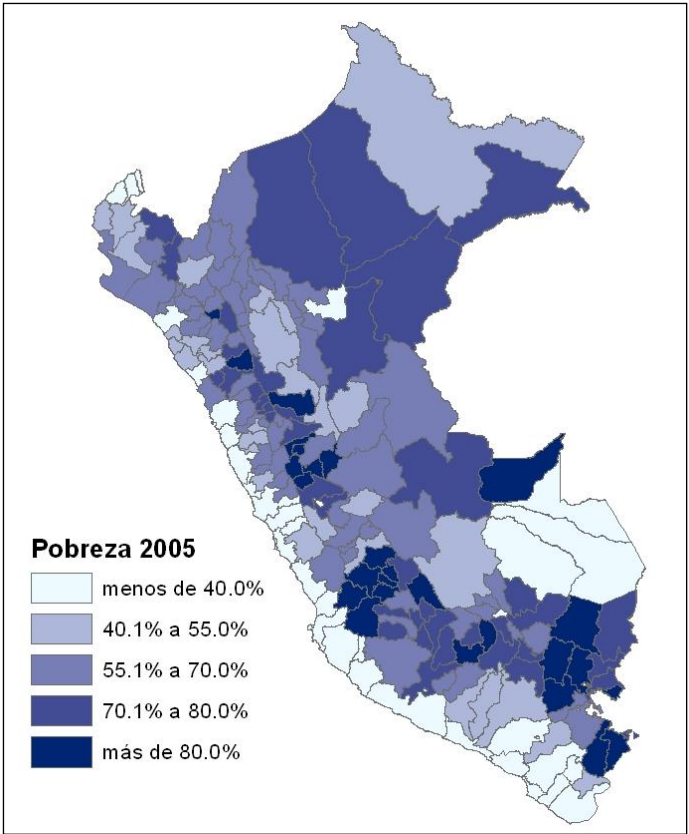 Pobreza 2005
menos de 40.0%
40.1% a 55.0%
55.1% a 70.0%
70.1% a 80.0%
más de 80.0%